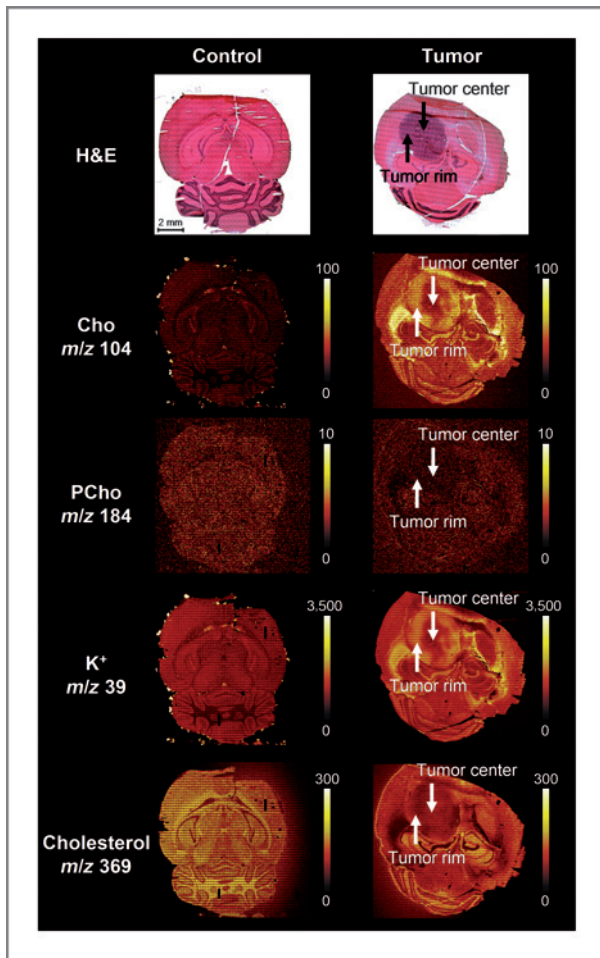 Control
Tumor
H&E
2 mm
Tumor center
Tumor rim
Cho
m/z 104
100
0
Tumor center
Tumor rim
100
0
PCho
m/z 184
10
0
Tumor center
Tumor rim
10
0
K⁺
m/z 39
3,500
0
Tumor center
Tumor rim
3,500
0
Cholesterol
m/z 369
300
0
Tumor center
Tumor rim
300
0